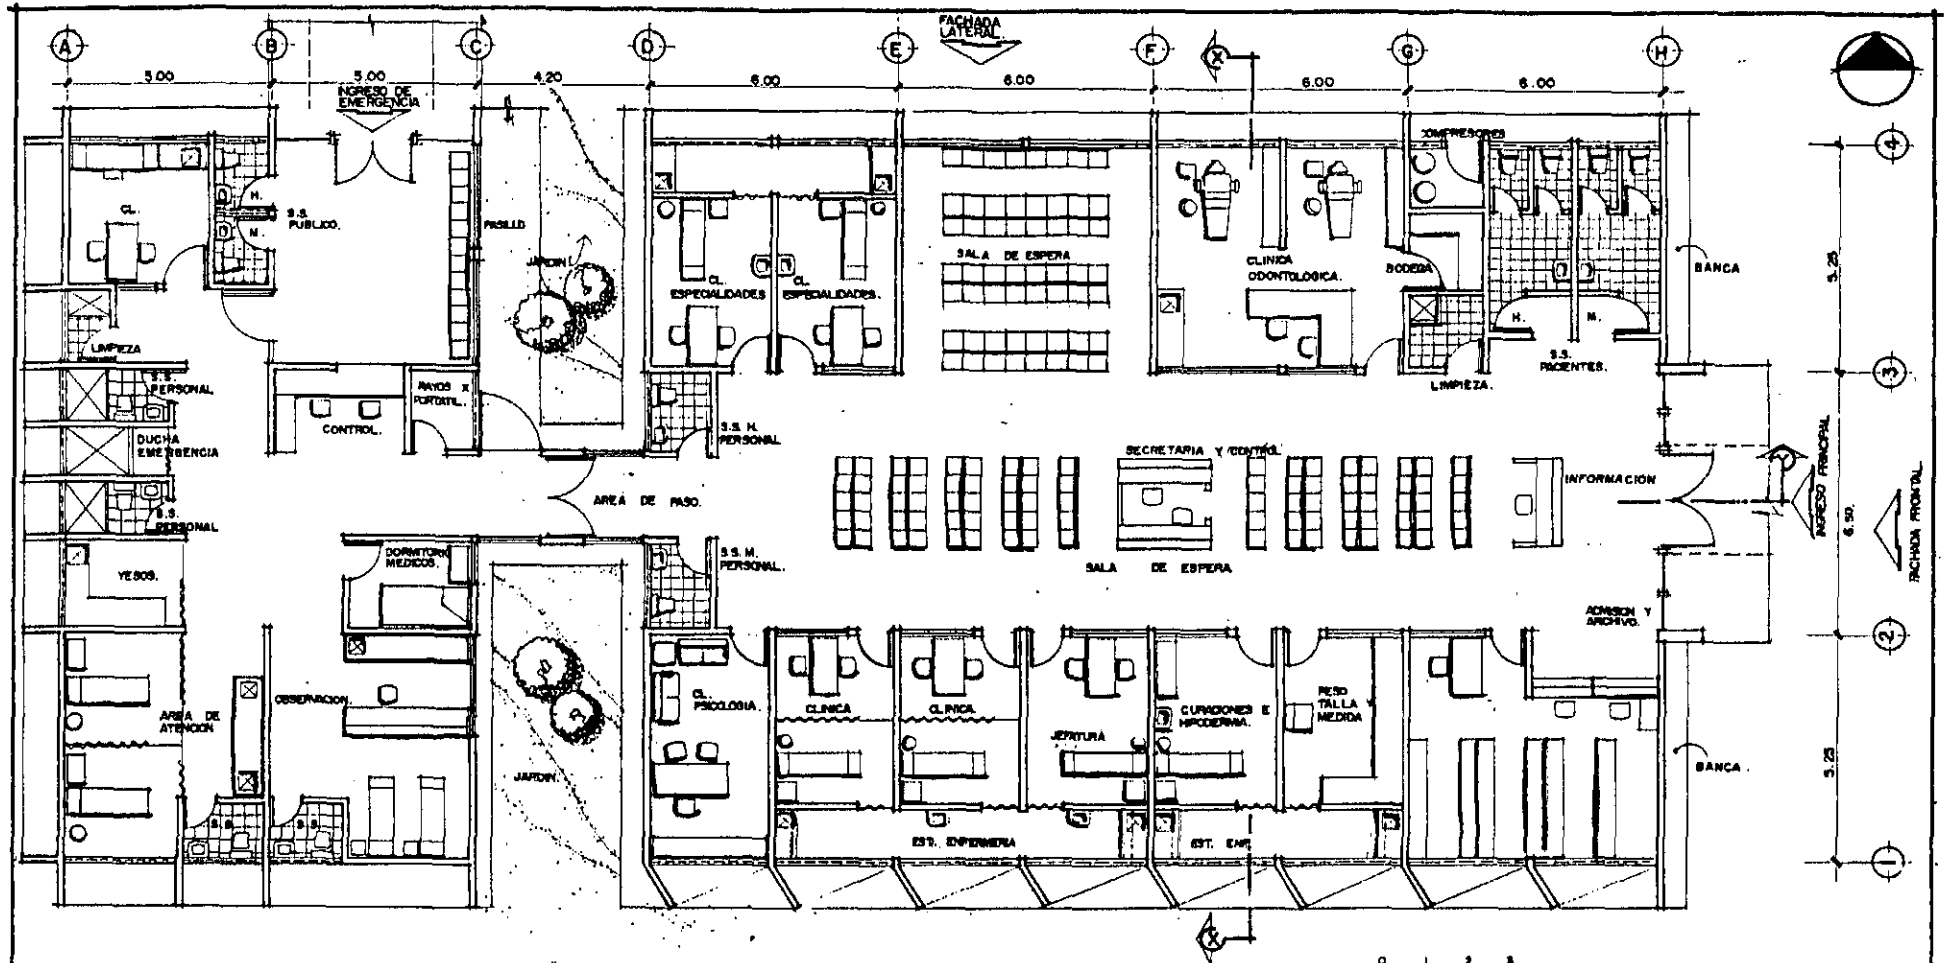 FACHADA
LATERAL.
A
B
C
D
E
F
X
G
H
5.00
5.00
4.20
6.00
6.00
6.00
6.00
INGRESO DE
EMERGENCIA
COMPRESORES
4
CL.
H.
M.
S.S.
PUBLICO.
PASILLO
JARDIN
CL.
ESPECIALIDADES
CL.
ESPECIALIDADES.
SALA DE ESPERA
CLINICA
ODONTOLOGICA.
BODEGA
BANCA
5.25
H.
M.
LIMPIEZA
S.S.
PACIENTES.
LIMPIEZA.
3
S.S.
PERSONAL
RAYOS X
PORTATIL.
CONTROL.
DUCHA
EMERGENCIA
S.S. H.
PERSONAL
SECRETARIA Y CONTROL
INFORMACION
INGRESO PRINCIPAL
FACHADA FRONTAL
6.50.
Y
AREA DE PASO.
S.S.
PERSONAL
DORMITORIO
MEDICOS.
S.S. M.
PERSONAL.
SALA DE ESPERA
YESOS.
ADMISION Y
ARCHIVO.
2
OBSERVACION.
AREA DE
ATENCION
CL.
PSICOLOGIA.
CLINICA
CLINICA.
JEFATURA
CURACIONES E
HIPODERMIA.
PESO
TALLA Y
MEDIDA
JARDIN.
BANCA.
5.25
S.S.
S.S.
EST. ENFERMERIA
EST. ENF.
1
X
0 1 2 3